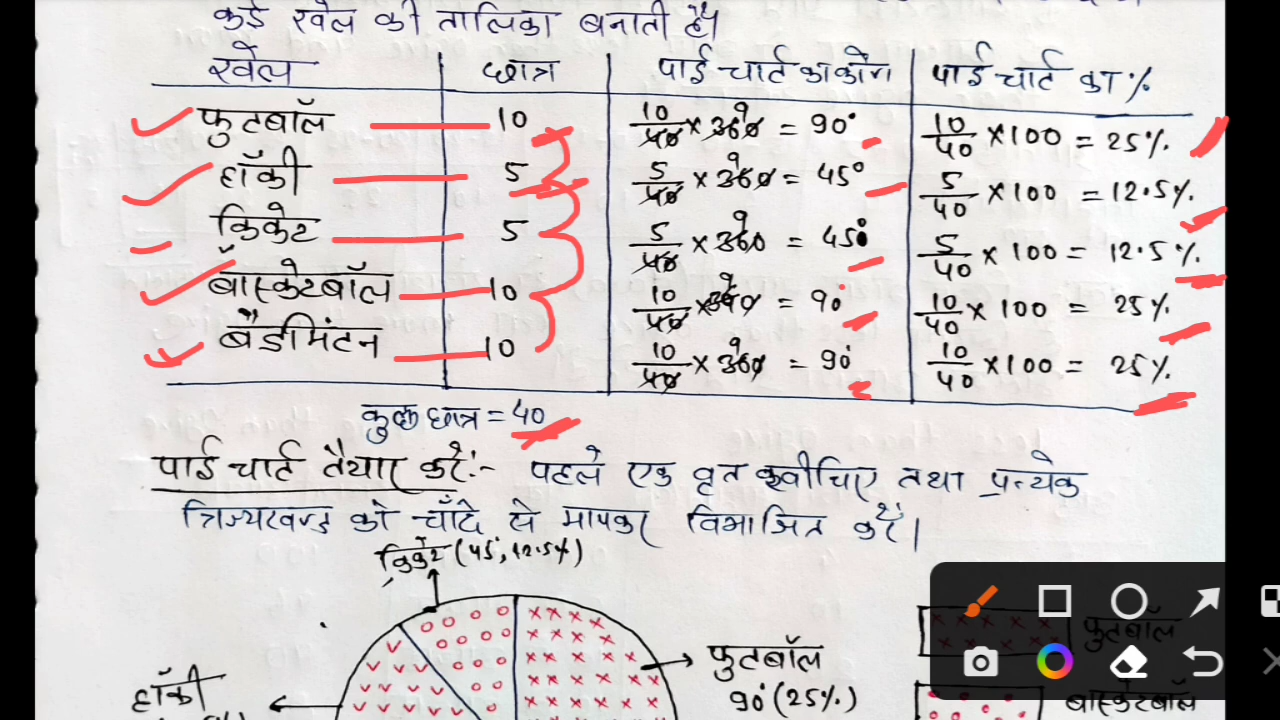 कई खेल की तालिका बनाती है।
खेल छात्र पाई चार्ट का कोण पाई चार्ट का %
फुटबॉल 10 10/40 × 360 = 90° 10/40 × 100 = 25%
हॉकी 5 5/40 × 360 = 45° 5/40 × 100 = 12.5%
क्रिकेट 5 5/40 × 360 = 45° 5/40 × 100 = 12.5%
बॉस्केटबॉल 10 10/40 × 360 = 90 10/40 × 100 = 25%
बैडमिंटन 10 10/40 × 360 = 90° 10/40 × 100 = 25%
कुल छात्र = 40
पाई चार्ट तैयार करें:- पहले एक वृत खींचिए तथा प्रत्येक
त्रिज्यखण्ड को चाँदे से मापकर विभाजित करें।
क्रिकेट (45°, 12.5%)
फुटबॉल
90° (25%)
हॉकी
फुटबॉल
बास्केटबॉल